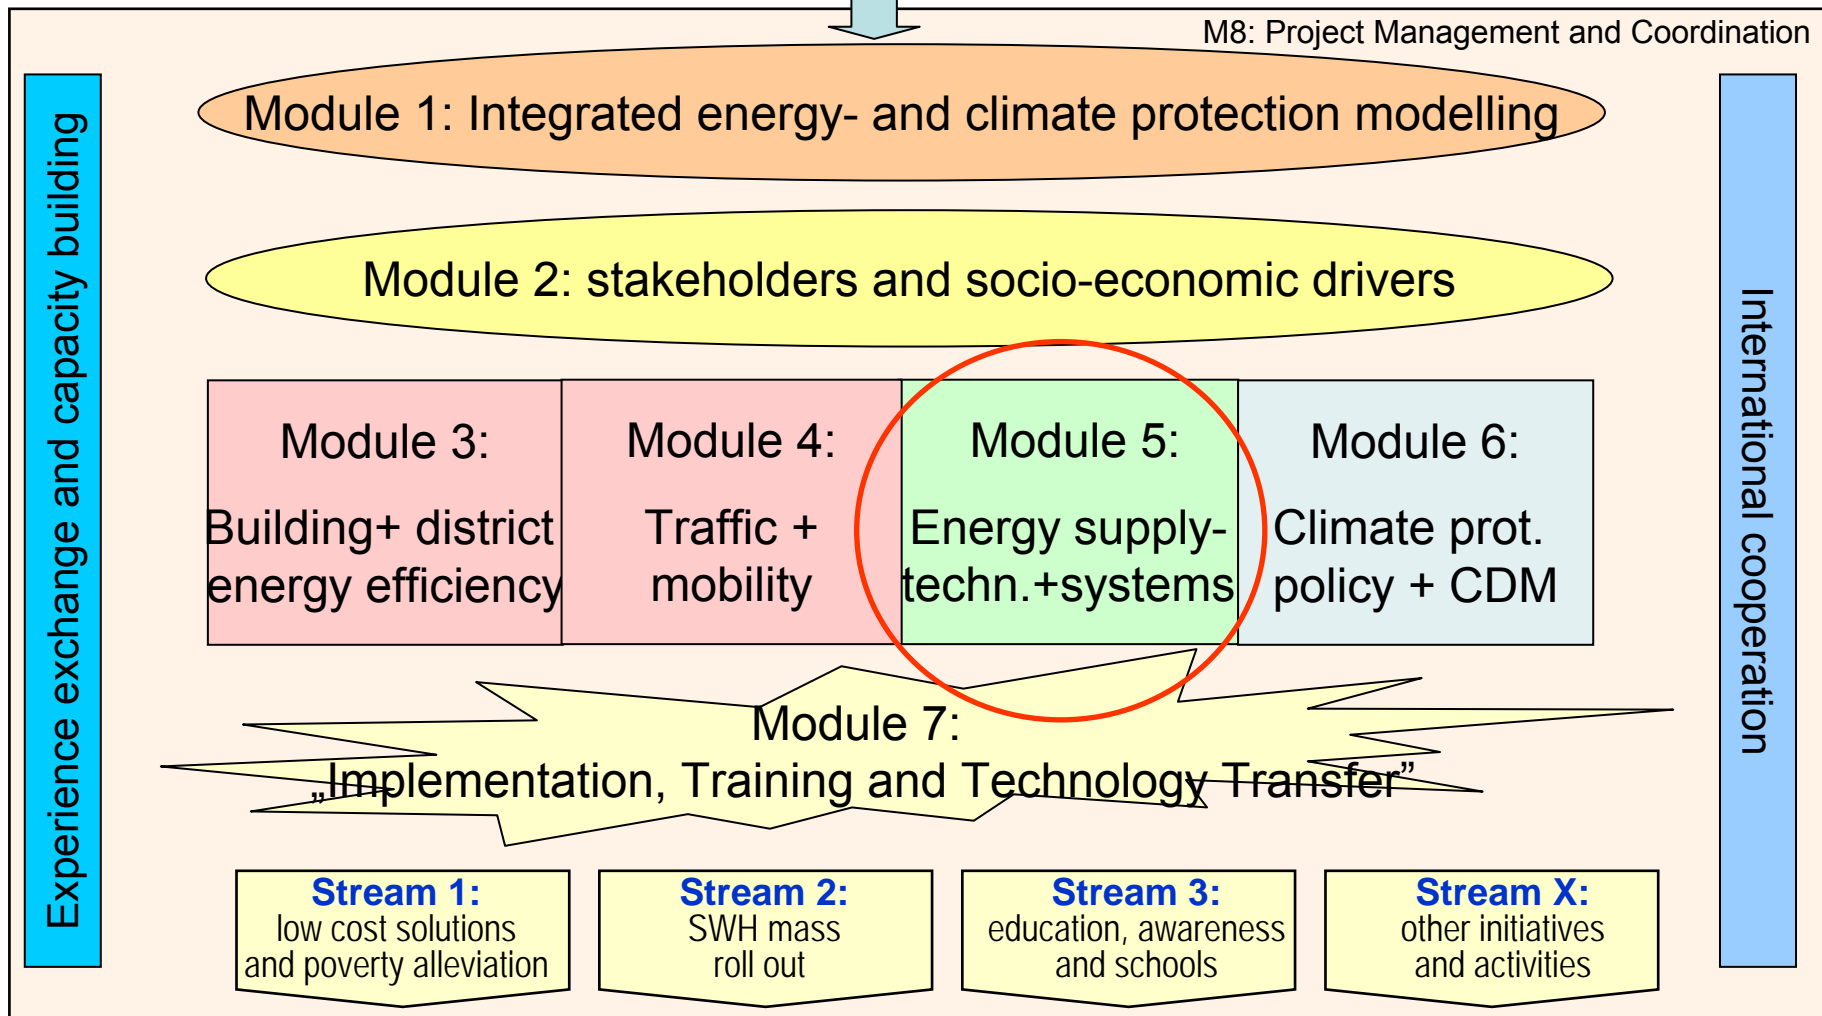 M8: Project Management and Coordination
Experience exchange and capacity building
Module 1: Integrated energy- and climate protection modelling
Module 2: stakeholders and socio-economic drivers
Module 3:
Building+ district
energy efficiency
Module 4:
Traffic +
mobility
Module 5:
Energy supply-
techn.+systems
Module 6:
Climate prot.
policy + CDM
International cooperation
Module 7:
„Implementation, Training and Technology Transfer”
Stream 1:
low cost solutions
and poverty alleviation
Stream 2:
SWH mass
roll out
Stream 3:
education, awareness
and schools
Stream X:
other initiatives
and activities